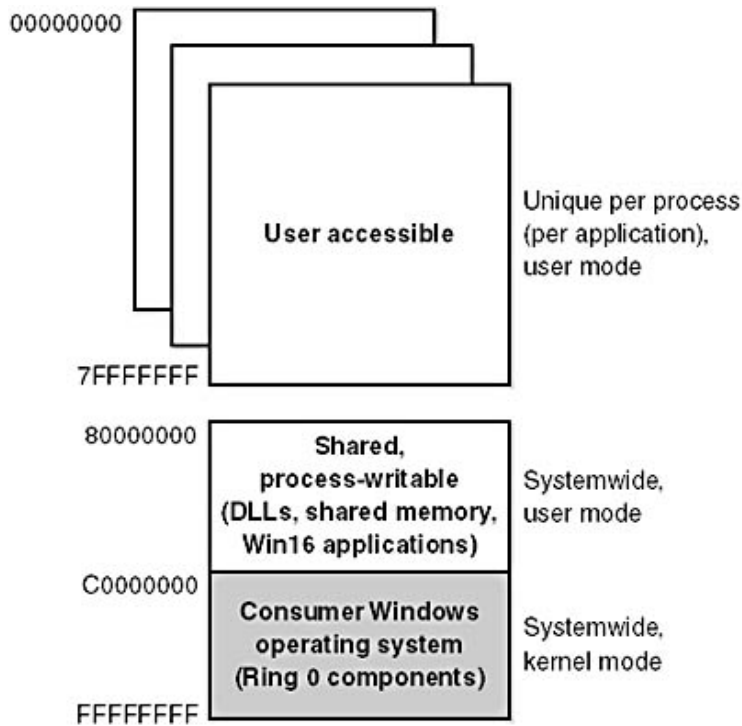 00000000
User accessible
Unique per process
(per application),
user mode
7FFFFFFF
80000000
Shared,
process-writable
(DLLs, shared memory,
Win16 applications)
Systemwide,
user mode
C0000000
Consumer Windows
operating system
(Ring 0 components)
Systemwide,
kernel mode
FFFFFFFF